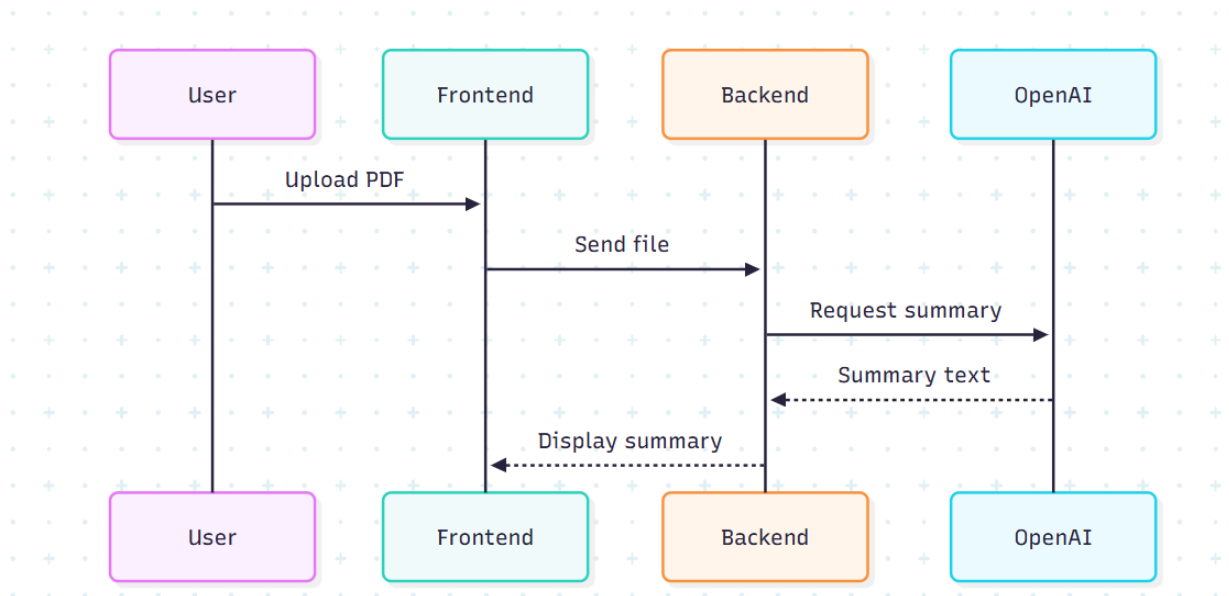 User
Frontend
Backend
OpenAI
Upload PDF
Send file
Request summary
Summary text
Display summary
User
Frontend
Backend
OpenAI